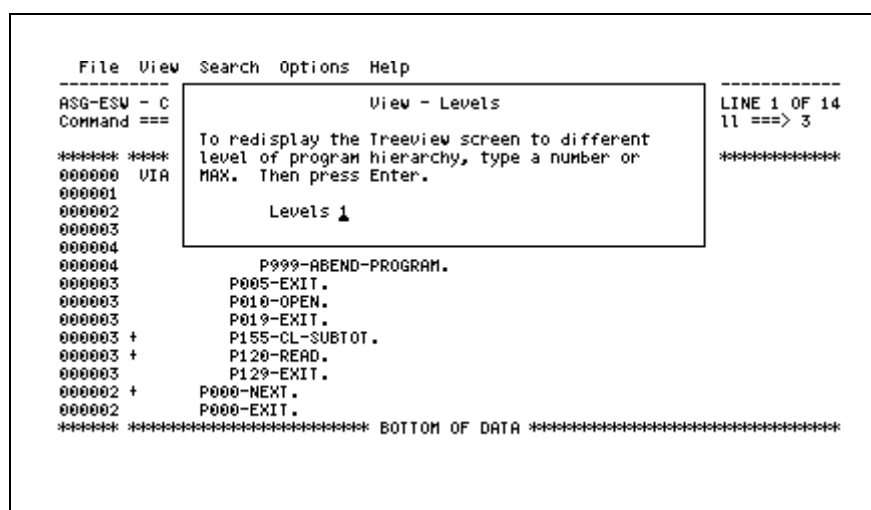 File View Search Options Help
------------- -------------
ASG-ESW - C View - Levels LINE 1 OF 14
Command === ll ===> 3
To redisplay the Treeview screen to different
******* ***** level of program hierarchy, type a number or **************
000000 VIA MAX. Then press Enter.
000001
000002 Levels 1
000003
000004
000004 P999-ABEND-PROGRAM.
000003 P005-EXIT.
000003 P010-OPEN.
000003 P019-EXIT.
000003 + P155-CL-SUBTOT.
000003 + P120-READ.
000003 P129-EXIT.
000002 + P000-NEXT.
000002 P000-EXIT.
******* **************************** BOTTOM OF DATA ************************************